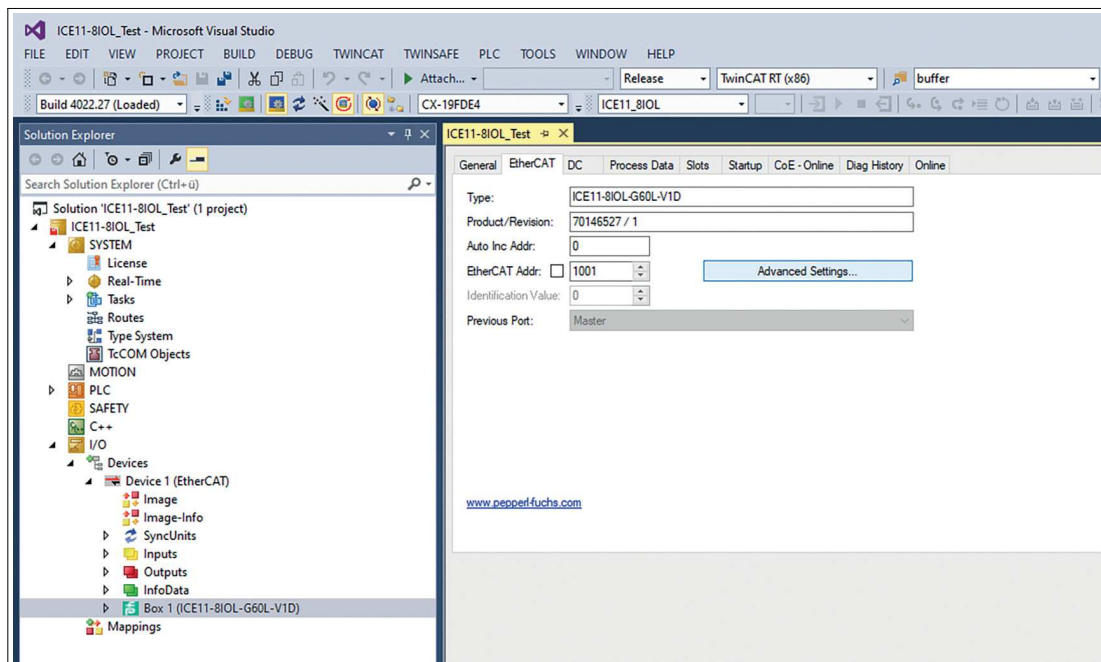 ICE11-8IOL_Test - Microsoft Visual Studio
FILE EDIT VIEW PROJECT BUILD DEBUG TWINCAT TWINSAFE PLC TOOLS WINDOW HELP
Attach... Release TwinCAT RT (x86) buffer
Build 4022.27 (Loaded) CX-19FDE4 ICE11_8IOL
Solution Explorer
Search Solution Explorer (Ctrl+ü)
Solution 'ICE11-8IOL_Test' (1 project)
ICE11-8IOL_Test
SYSTEM
License
Real-Time
Tasks
Routes
Type System
TcCOM Objects
MOTION
PLC
SAFETY
C++
I/O
Devices
Device 1 (EtherCAT)
Image
Image-Info
SyncUnits
Inputs
Outputs
InfoData
Box 1 (ICE11-8IOL-G60L-V1D)
Mappings
ICE11-8IOL_Test
General EtherCAT DC Process Data Slots Startup CoE - Online Diag History Online
Type: ICE11-8IOL-G60L-V1D
Product/Revision: 70146527 / 1
Auto Inc Addr: 0
EtherCAT Addr: 1001 Advanced Settings...
Identification Value: 0
Previous Port: Master
www.pepperl-fuchs.com